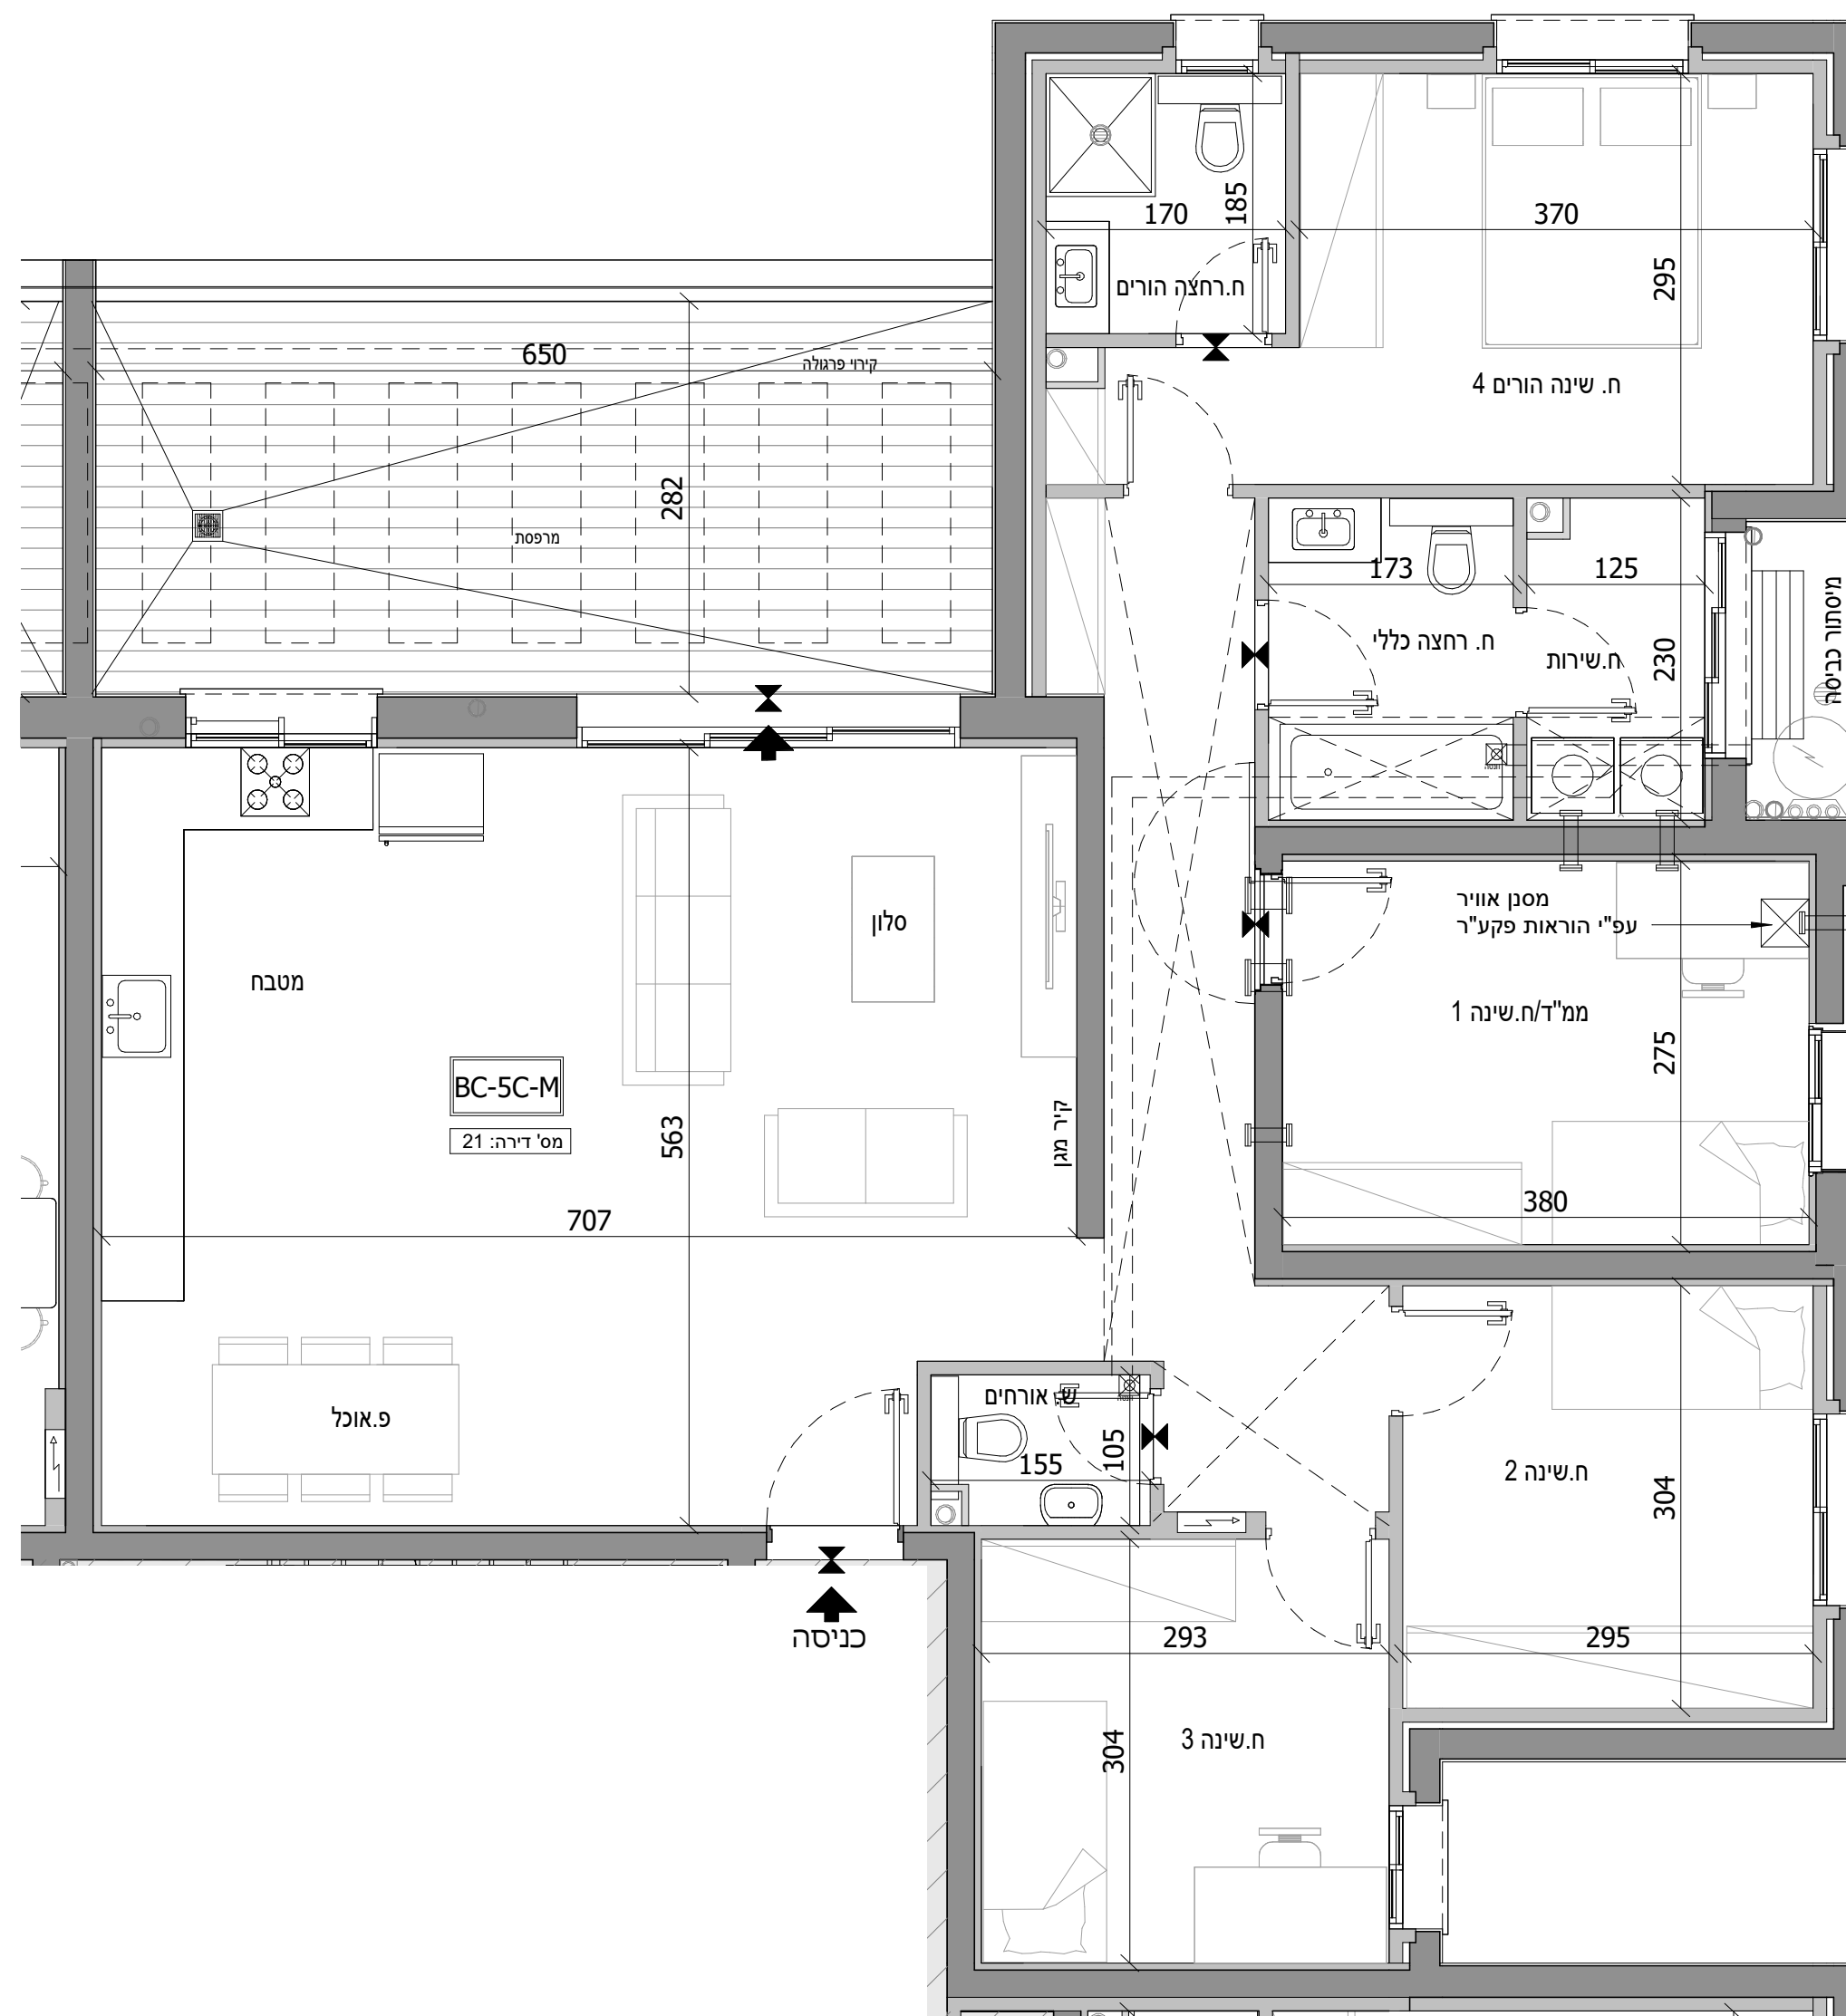 170
185
370
295
ח.רחצה הורים
ח. שינה הורים 4
650
קירוי פרגולה
282
מרפסת
173
125
230
ח. רחצה כללי
ח.שירות
מיסתור כביסה
סלון
מטבח
מסנן אוויר
עפ"י הוראות פקע"ר
ממ"ד/ח.שינה 1
275
380
BC-5C-M
מס' דירה: 21
563
707
קיר מגן
פ.אוכל
ש. אורחים
155
105
ח.שינה 2
304
295
כניסה
293
304
ח.שינה 3